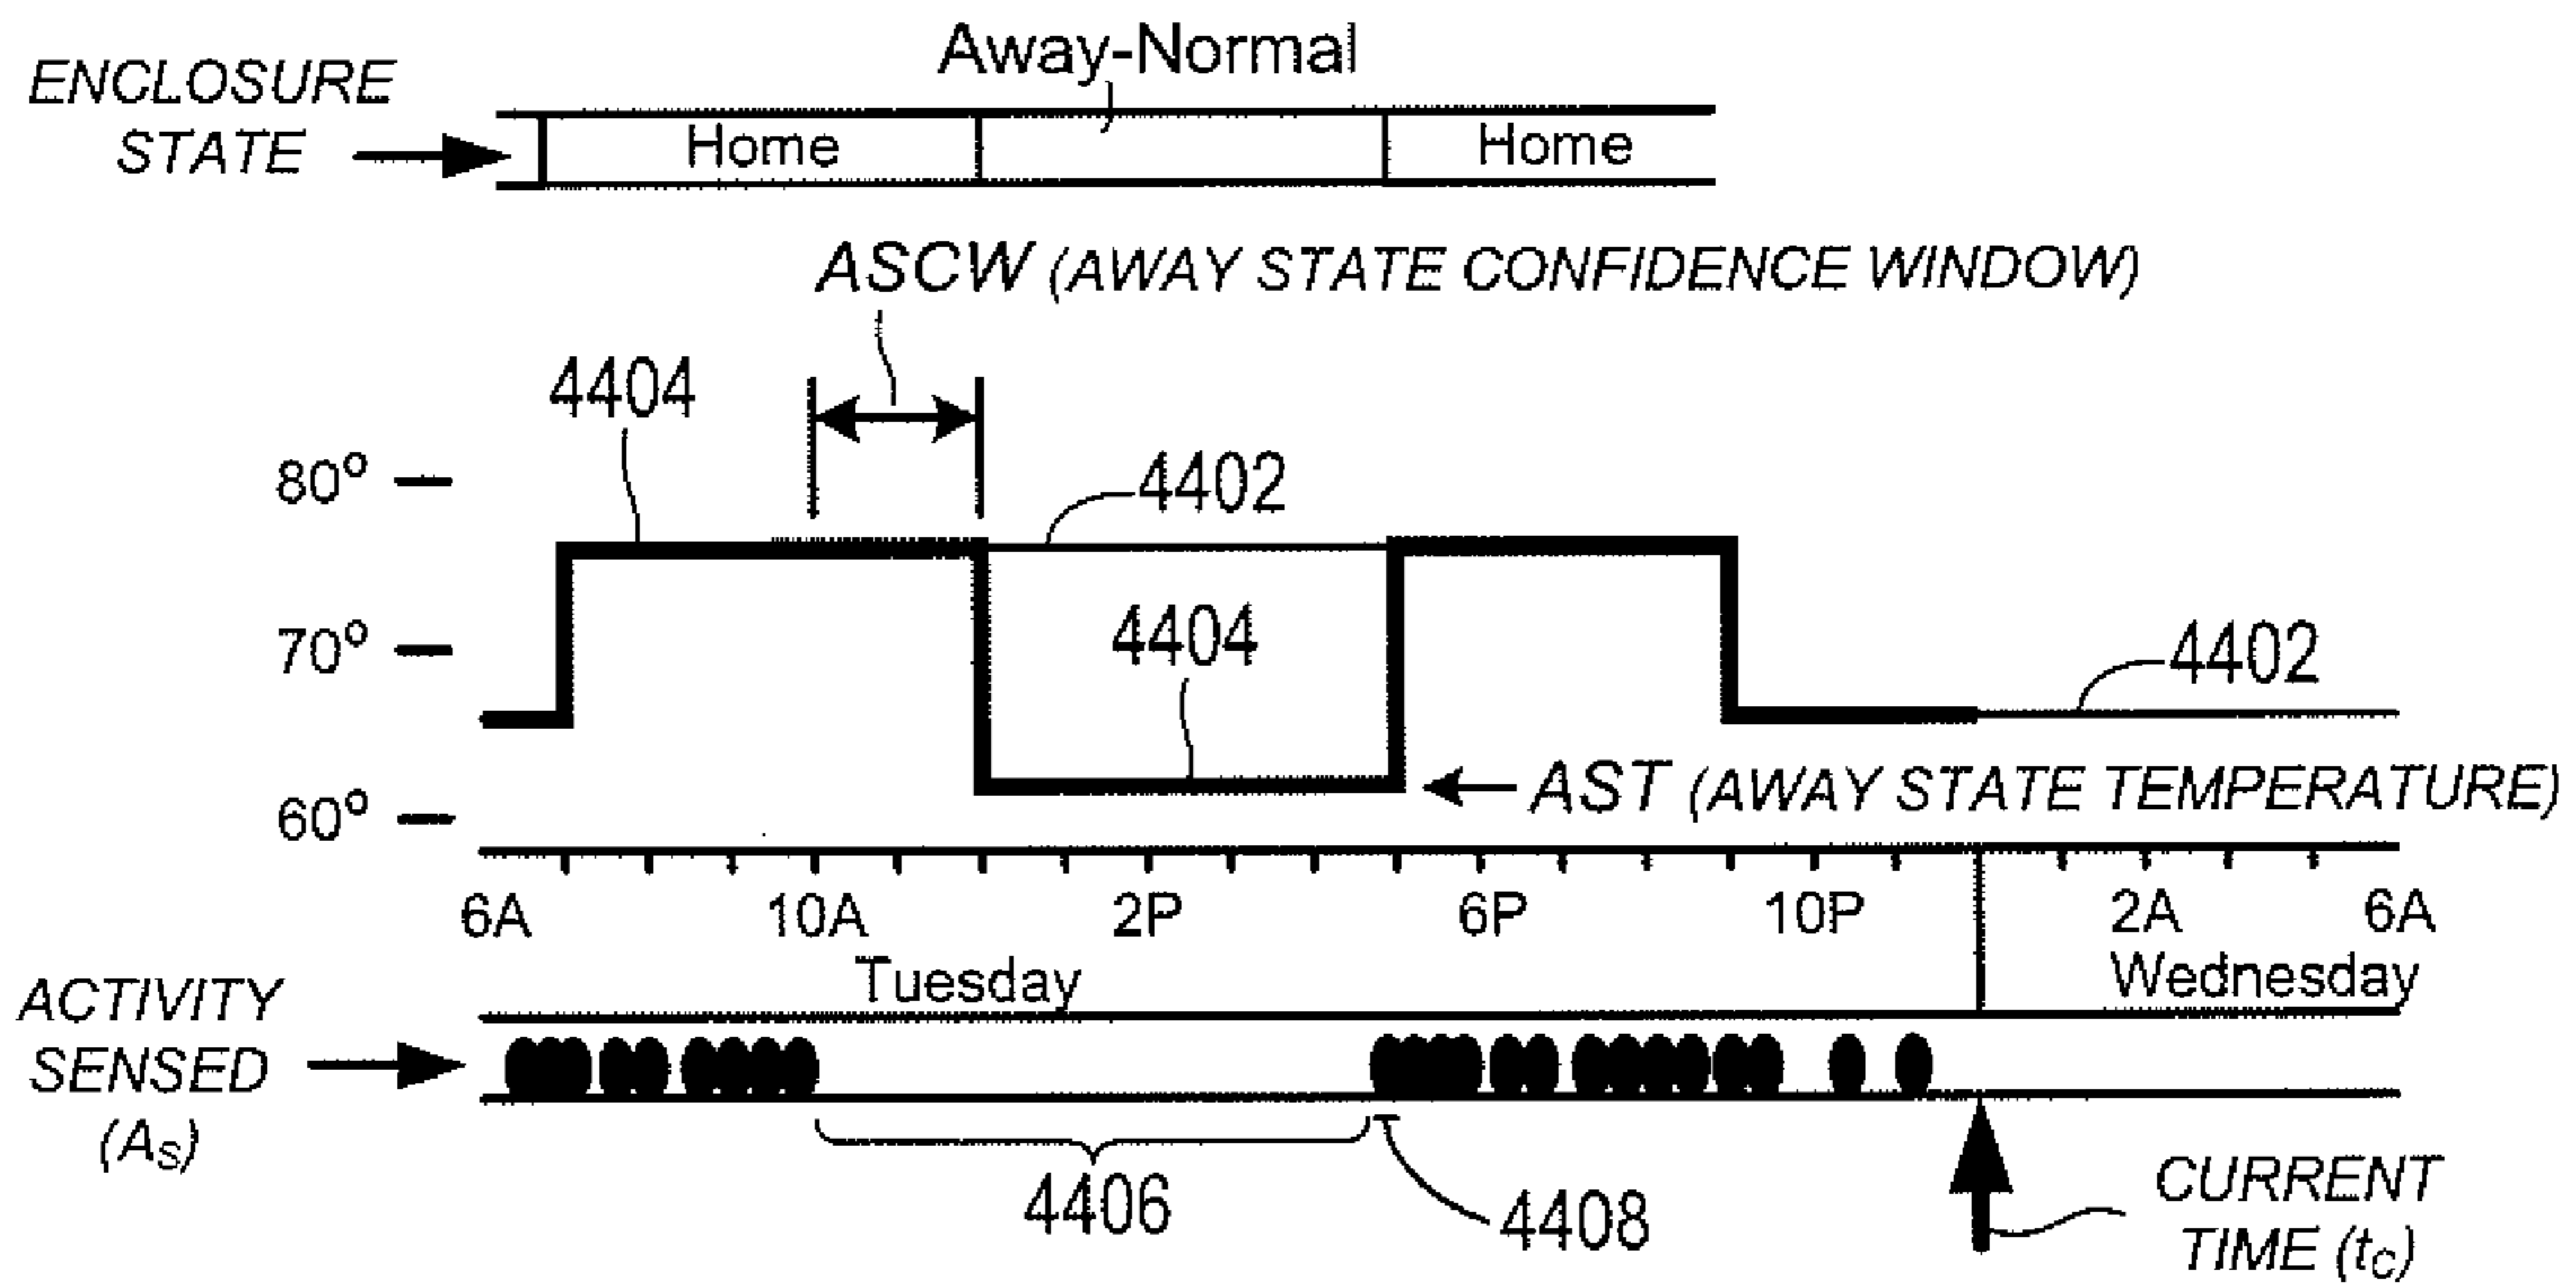 Away-Normal
ENCLOSURE
STATE
Home
Home
ASCW (AWAY STATE CONFIDENCE WINDOW)
4404
80°
4402
70°
4404
4402
60°
AST (AWAY STATE TEMPERATURE)
6A 10A 2P 6P 10P 2A 6A
Tuesday Wednesday
ACTIVITY
SENSED
(As)
4406
4408
CURRENT
TIME (tc)